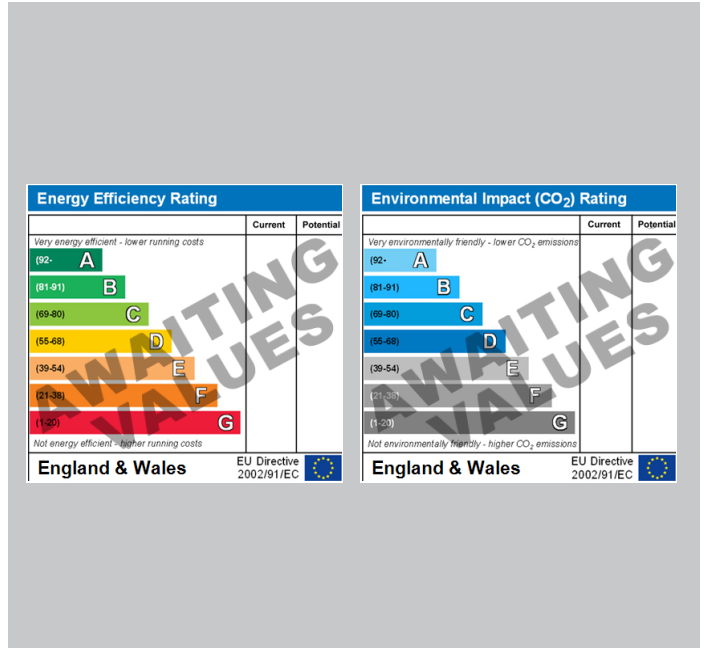 Energy Efficiency Rating
Current Potential
Very energy efficient - lower running costs
(92- A
(81-91) B
(69-80) C
(55-68) D
(39-54) E
(21-38) F
(1-20) G
Not energy efficient - higher running costs
England & Wales
EU Directive
2002/91/EC
AWAITING
VALUES
Environmental Impact (CO2) Rating
Current Potential
Very environmentally friendly - lower CO2 emissions
(92- A
(81-91) B
(69-80) C
(55-68) D
(39-54) E
(21-38) F
(1-20) G
Not environmentally friendly - higher CO2 emissions
England & Wales
EU Directive
2002/91/EC
AWAITING
VALUES